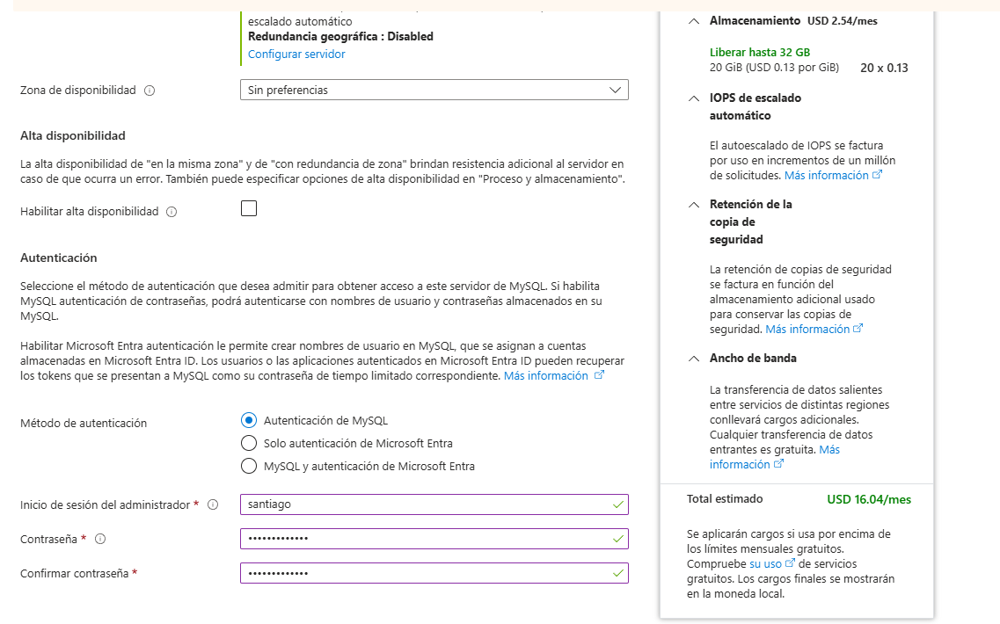 escalado automático
Redundancia geográfica : Disabled
Configurar servidor
Zona de disponibilidad
Sin preferencias
Alta disponibilidad
La alta disponibilidad de "en la misma zona" y de "con redundancia de zona" brindan resistencia adicional al servidor en
caso de que ocurra un error. También puede especificar opciones de alta disponibilidad en "Proceso y almacenamiento".
Habilitar alta disponibilidad
Autenticación
Seleccione el método de autenticación que desea admitir para obtener acceso a este servidor de MySQL. Si habilita
MySQL autenticación de contraseñas, podrá autenticarse con nombres de usuario y contraseñas almacenados en su
MySQL.
Habilitar Microsoft Entra autenticación le permite crear nombres de usuario en MySQL, que se asignan a cuentas
almacenadas en Microsoft Entra ID. Los usuarios o las aplicaciones autenticados en Microsoft Entra ID pueden recuperar
los tokens que se presentan a MySQL como su contraseña de tiempo limitado correspondiente. Más información
Método de autenticación
Autenticación de MySQL
Solo autenticación de Microsoft Entra
MySQL y autenticación de Microsoft Entra
Inicio de sesión del administrador *
santiago
Contraseña *
•••••••••••••
Confirmar contraseña *
•••••••••••••
Almacenamiento USD 2.54/mes
Liberar hasta 32 GB
20 GiB (USD 0.13 por GiB) 20 x 0.13
IOPS de escalado
automático
El autoescalado de IOPS se factura
por uso en incrementos de un millón
de solicitudes. Más información
Retención de la
copia de
seguridad
La retención de copias de seguridad
se factura en función del
almacenamiento adicional usado
para conservar las copias de
seguridad. Más información
Ancho de banda
La transferencia de datos salientes
entre servicios de distintas regiones
conllevará cargos adicionales.
Cualquier transferencia de datos
entrantes es gratuita. Más
información
Total estimado USD 16.04/mes
Se aplicarán cargos si usa por encima de
los límites mensuales gratuitos.
Compruebe su uso de servicios
gratuitos. Los cargos finales se mostrarán
en la moneda local.